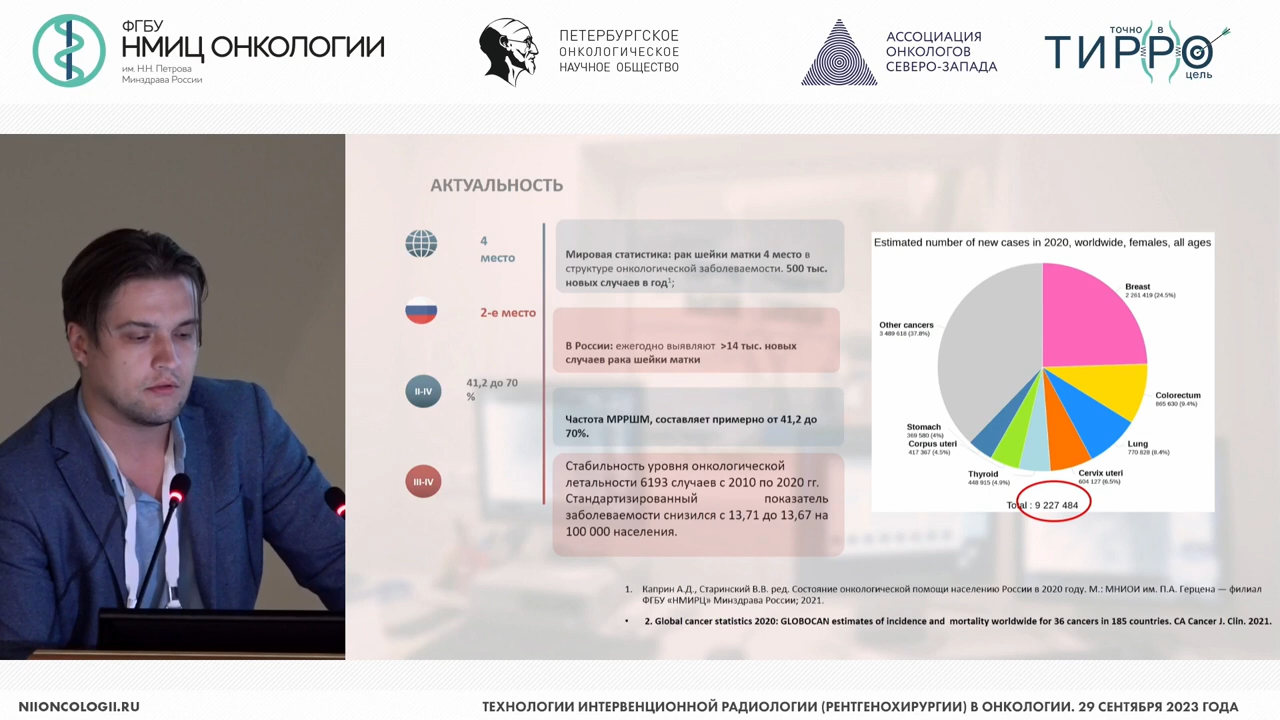 ФГБУ
НМИЦ ОНКОЛОГИИ
им. Н.Н. Петрова
Минздрава России
ПЕТЕРБУРГСКОЕ
ОНКОЛОГИЧЕСКОЕ
НАУЧНОЕ ОБЩЕСТВО
АССОЦИАЦИЯ
ОНКОЛОГОВ
СЕВЕРО-ЗАПАДА
ТОЧНО В
ТИРРО
цель
АКТУАЛЬНОСТЬ
4
место
Мировая статистика: рак шейки матки 4 место в
структуре онкологической заболеваемости. 500 тыс.
новых случаев в год¹;
2-е место
В России: ежегодно выявляют >14 тыс. новых
случаев рака шейки матки
II-IV
41,2 до 70
%
Частота МРРШМ, составляет примерно от 41,2 до
70%.
III-IV
Стабильность уровня онкологической
летальности 6193 случаев с 2010 по 2020 гг.
Стандартизированный показатель
заболеваемости снизился с 13,71 до 13,67 на
100 000 населения.
Estimated number of new cases in 2020, worldwide, females, all ages
Breast
2 261 419 (24.5%)
Other cancers
3 489 618 (37.8%)
Colorectum
865 630 (9.4%)
Stomach
369 580 (4%)
Corpus uteri
417 367 (4.5%)
Lung
770 828 (8.4%)
Thyroid
448 915 (4.9%)
Cervix uteri
604 127 (6.5%)
Total : 9 227 484
1. Каприн А.Д., Старинский В.В. ред. Состояние онкологической помощи населению России в 2020 году. М.: МНИОИ им. П.А. Герцена — филиал
ФГБУ «НМИРЦ» Минздрава России; 2021.
• 2. Global cancer statistics 2020: GLOBOCAN estimates of incidence and mortality worldwide for 36 cancers in 185 countries. CA Cancer J. Clin. 2021.
NIIONCOLOGII.RU
ТЕХНОЛОГИИ ИНТЕРВЕНЦИОННОЙ РАДИОЛОГИИ (РЕНТГЕНОХИРУРГИИ) В ОНКОЛОГИИ. 29 СЕНТЯБРЯ 2023 ГОДА